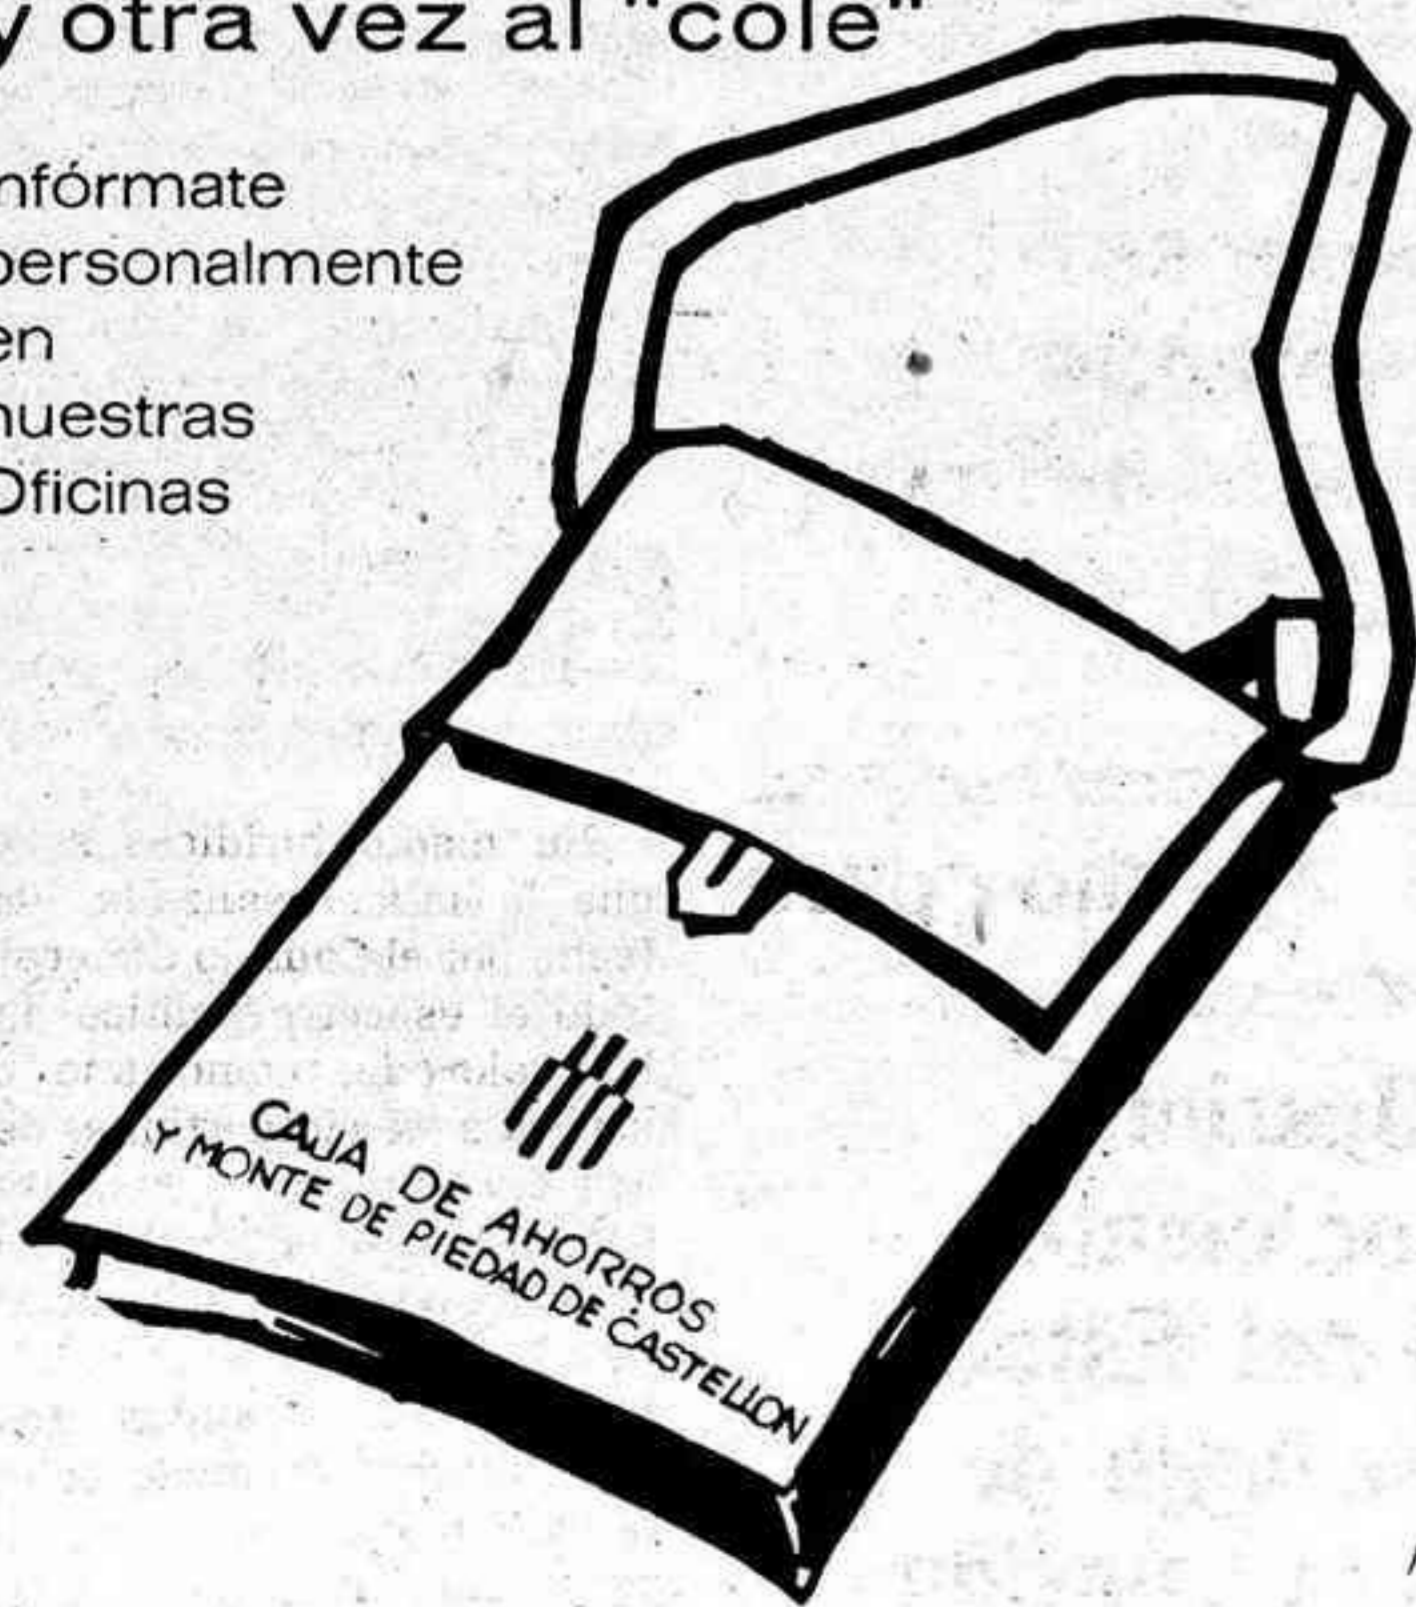 y otra vez al "cole"
nfórmate
personalmente
en
nuestras
Oficinas
CAJA DE AHORROS
Y MONTE DE PIEDAD DE CASTELLON